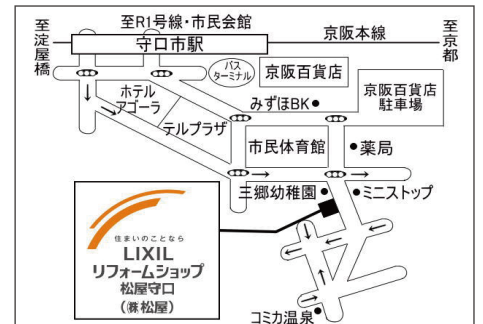 至R1号線・市民会館
守口市駅
京阪本線
至淀屋橋
至京都
バス
ターミナル
京阪百貨店
京阪百貨店
駐車場
ホテル
アゴーラ
みずほBK
テルプラザ
市民体育館
薬局
三郷幼稚園
ミニストップ
住まいのことなら
LIXIL
リフォームショップ
松屋守口
(㈱松屋)
コミカ温泉